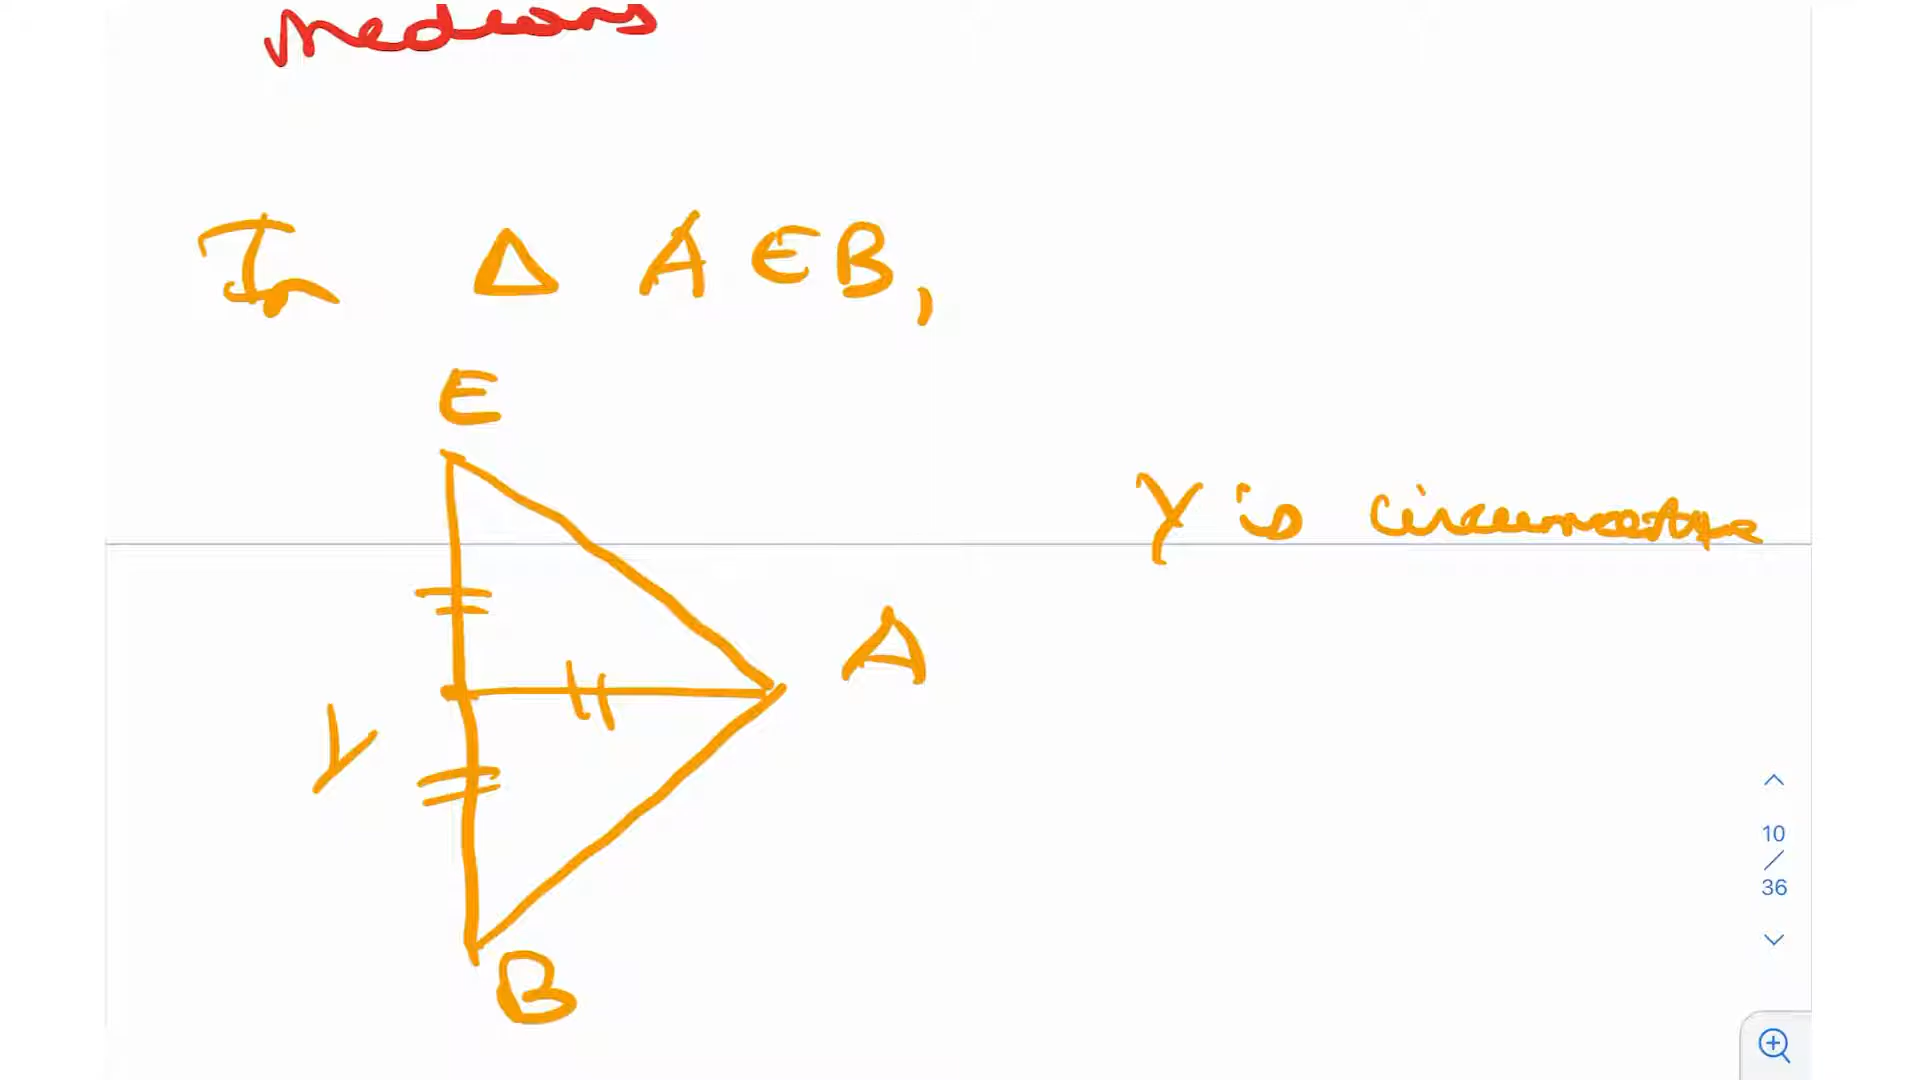 Medians
In Δ AEB,
E
Y is circumcentre
A
Y
B
10
/
36